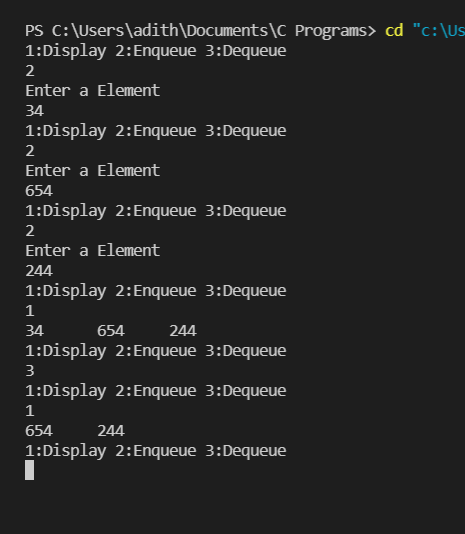 PS C:\Users\adith\Documents\C Programs> cd "c:\Us
1:Display 2:Enqueue 3:Dequeue
2
Enter a Element
34
1:Display 2:Enqueue 3:Dequeue
2
Enter a Element
654
1:Display 2:Enqueue 3:Dequeue
2
Enter a Element
244
1:Display 2:Enqueue 3:Dequeue
1
34      654     244
1:Display 2:Enqueue 3:Dequeue
3
1:Display 2:Enqueue 3:Dequeue
1
654     244
1:Display 2:Enqueue 3:Dequeue